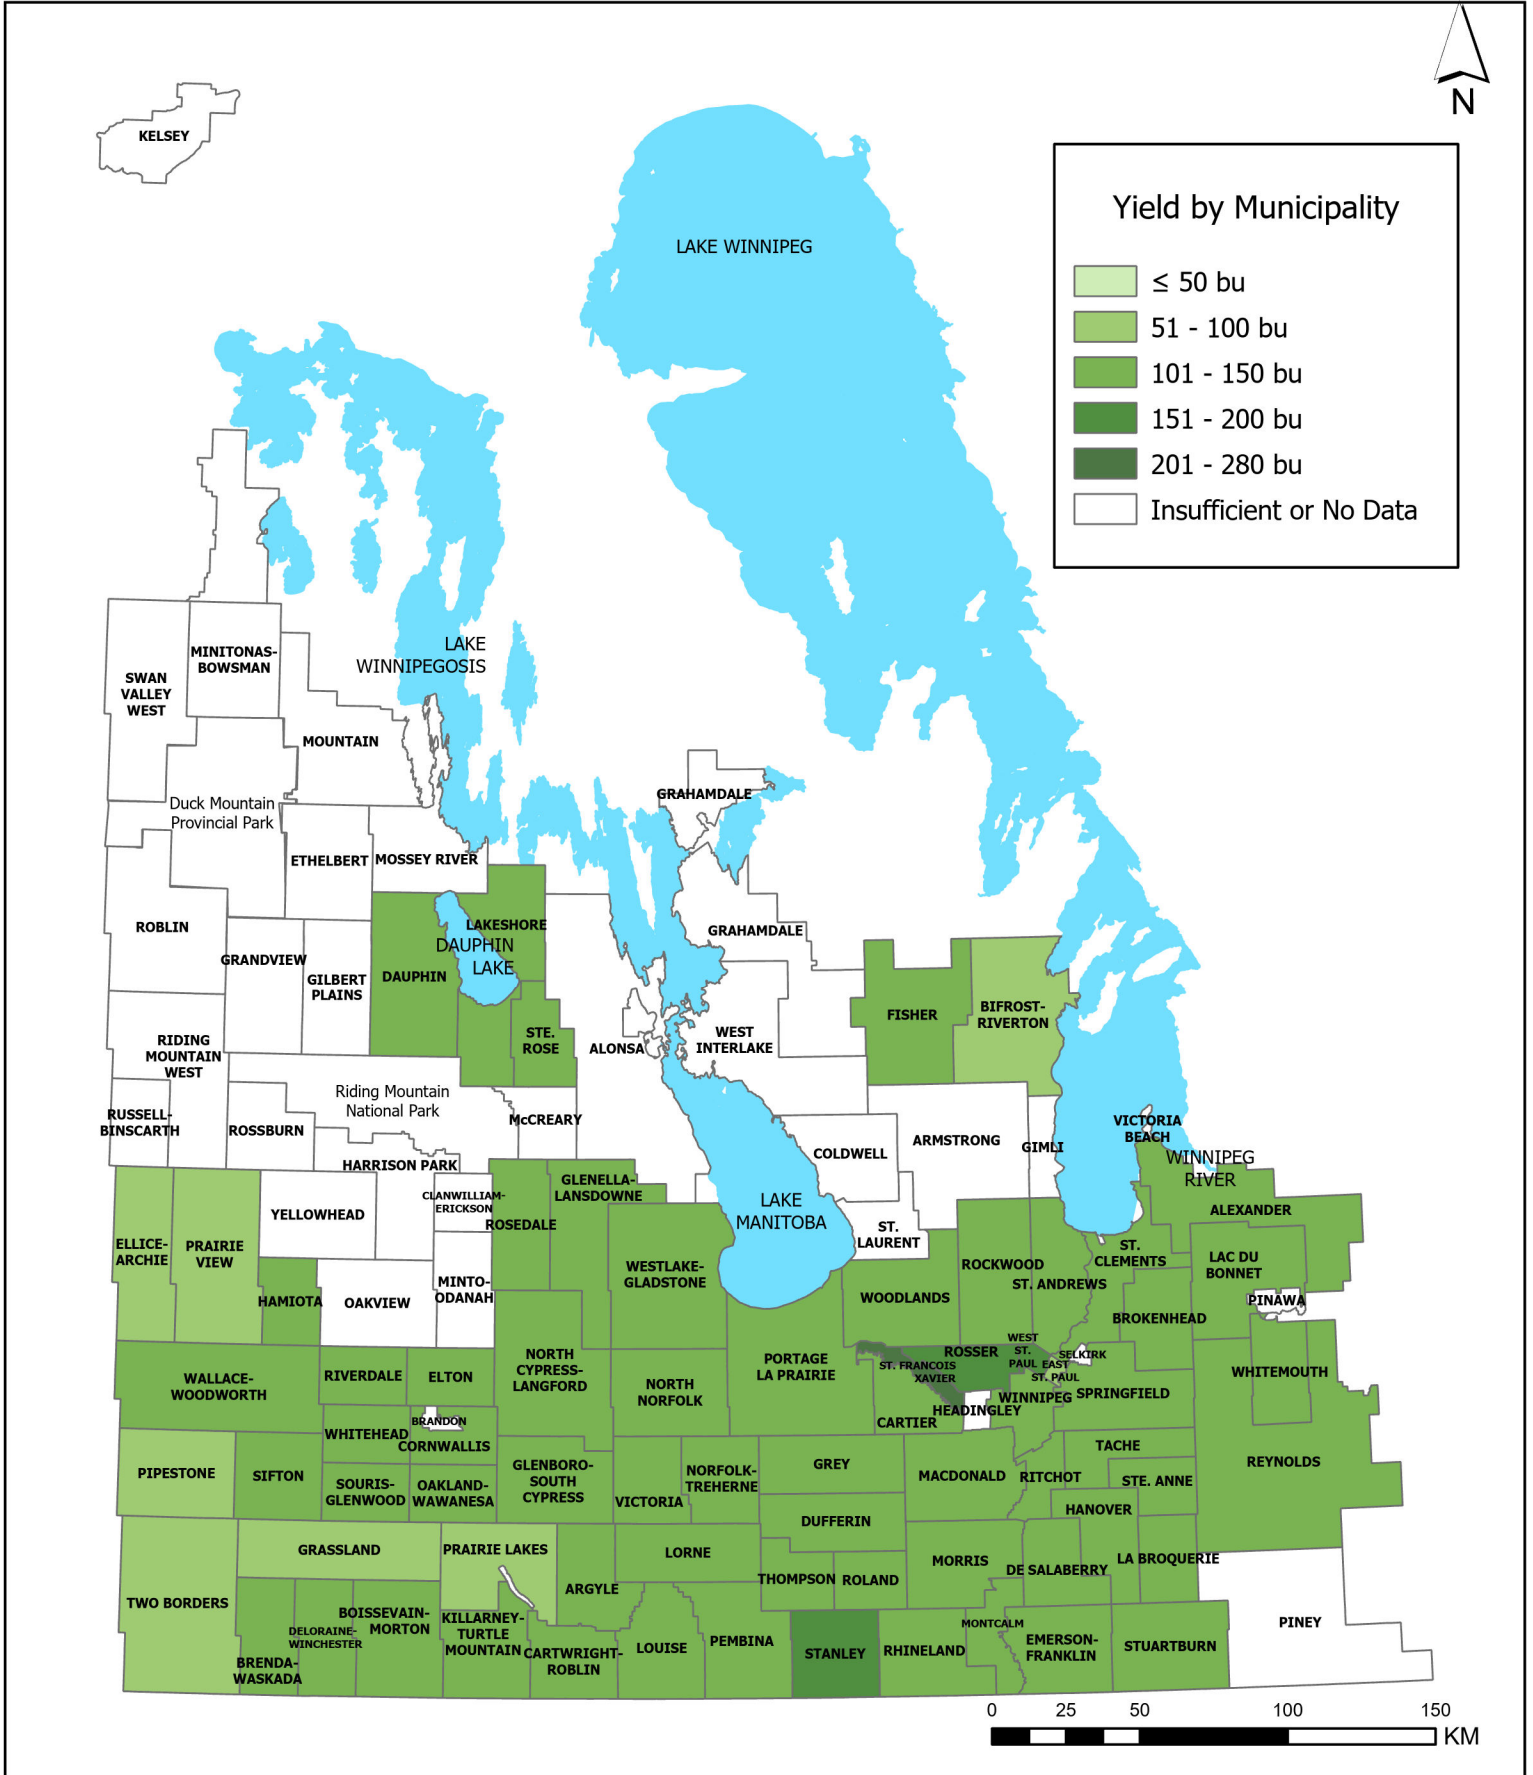 N
KELSEY
Yield by Municipality
≤ 50 bu
51 - 100 bu
101 - 150 bu
151 - 200 bu
201 - 280 bu
Insufficient or No Data
LAKE WINNIPEG
LAKE
WINNIPEGOSIS
MINITONAS-
BOWSMAN
SWAN
VALLEY
WEST
MOUNTAIN
Duck Mountain
Provincial Park
GRAHAMDALE
ETHELBERT
MOSSEY RIVER
ROBLIN
GRANDVIEW
GILBERT
PLAINS
DAUPHIN
LAKESHORE
DAUPHIN
LAKE
GRAHAMDALE
STE.
ROSE
ALONSA
WEST
INTERLAKE
FISHER
BIFROST-
RIVERTON
RIDING
MOUNTAIN
WEST
Riding Mountain
National Park
RUSSELL-
BINSCARTH
ROSSBURN
McCREARY
HARRISON PARK
COLDWELL
ARMSTRONG
GIMLI
VICTORIA
BEACH
WINNIPEG
RIVER
ELLICE-
ARCHIE
PRAIRIE
VIEW
YELLOWHEAD
CLANWILLIAM-
ERICKSON
ROSEDALE
GLENELLA-
LANSDOWNE
LAKE
MANITOBA
ST.
LAURENT
ALEXANDER
HAMIOTA
OAKVIEW
MINTO-
ODANAH
WESTLAKE-
GLADSTONE
WOODLANDS
ROCKWOOD
ST. ANDREWS
ST.
CLEMENTS
LAC DU
BONNET
PINAWA
BROKENHEAD
WALLACE-
WOODWORTH
RIVERDALE
ELTON
NORTH
CYPRESS-
LANGFORD
NORTH
NORFOLK
PORTAGE
LA PRAIRIE
ST. FRANCOIS
XAVIER
ROSSER
WEST
ST.
PAUL
EAST
ST. PAUL
SELKIRK
WINNIPEG
SPRINGFIELD
WHITEMOUTH
HEADINGLEY
CARTIER
WHITEHEAD
BRANDON
CORNWALLIS
PIPESTONE
SIFTON
SOURIS-
GLENWOOD
OAKLAND-
WAWANESA
GLENBORO-
SOUTH
CYPRESS
VICTORIA
NORFOLK-
TREHERNE
GREY
MACDONALD
RITCHOT
TACHE
STE. ANNE
REYNOLDS
HANOVER
DUFFERIN
GRASSLAND
PRAIRIE LAKES
ARGYLE
LORNE
THOMPSON
ROLAND
MORRIS
DE SALABERRY
LA BROQUERIE
TWO BORDERS
BRENDA-
WASKADA
DELORAINE-
WINCHESTER
BOISSEVAIN-
MORTON
KILLARNEY-
TURTLE
MOUNTAIN
CARTWRIGHT-
ROBLIN
LOUISE
PEMBINA
STANLEY
RHINELAND
MONTCALM
EMERSON-
FRANKLIN
STUARTBURN
PINEY
0 25 50 100 150
KM